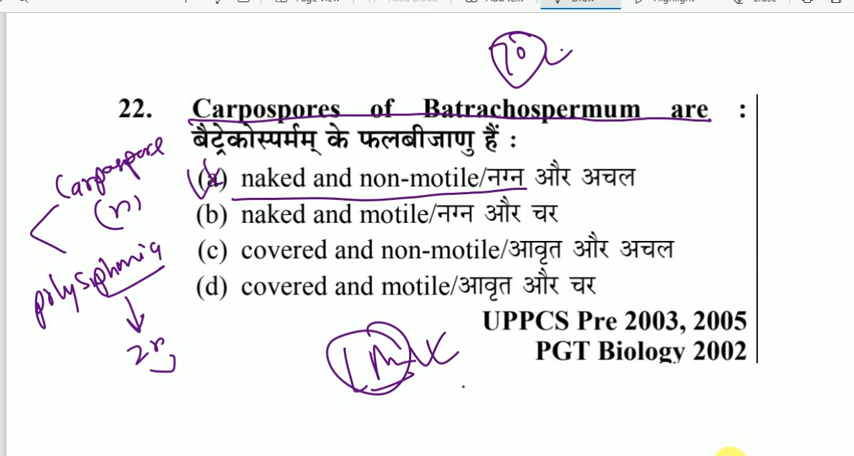 22. Carpospores of Batrachospermum are :
बैट्रेकोस्पर्मम् के फलबीजाणु हैं :
(a) naked and non-motile/नग्न और अचल
(b) naked and motile/नग्न और चर
(c) covered and non-motile/आवृत और अचल
(d) covered and motile/आवृत और चर
UPPCS Pre 2003, 2005
PGT Biology 2002
Carpospore
(n)
polysiphonia
2n